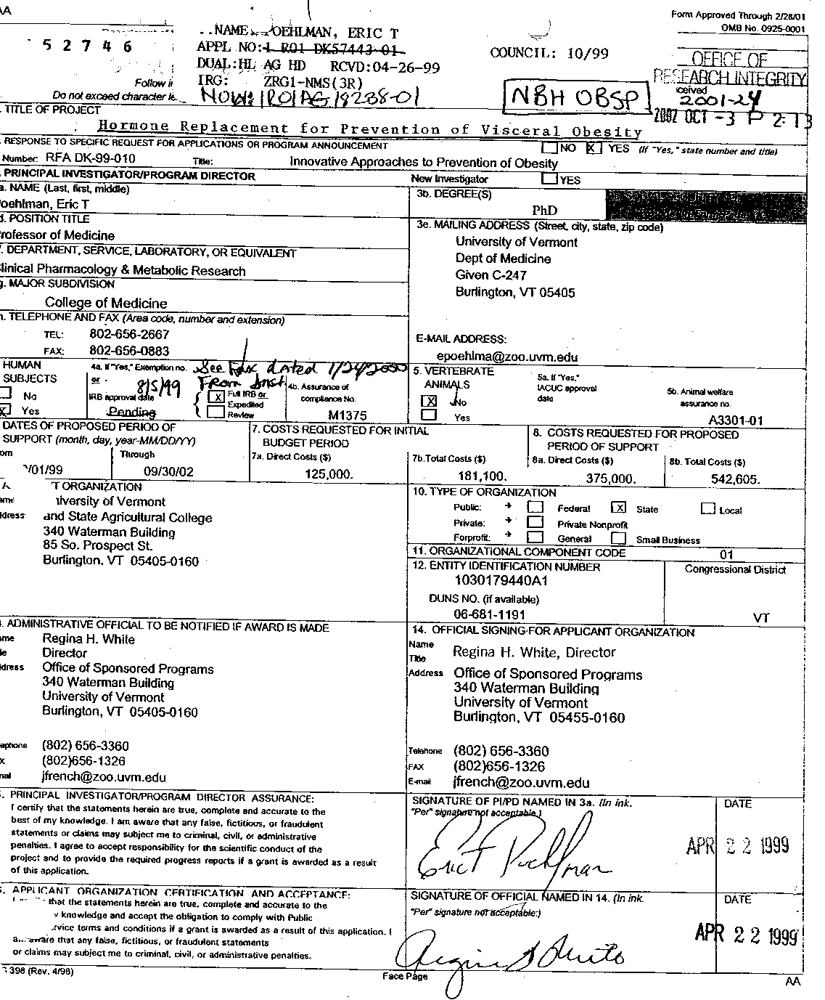 AA
Form Approved Through 2/28/01
OMB No. 0925-0001
52746
NAME OEHLMAN, ERIC T
APPL NO: 1 R01 DK57443-01
DUAL: HL AG HD RCVD: 04-26-99
IRG: ZRG1-NMS(3R)
NOW: 1RO1AG18238-01
COUNCIL: 10/99
NBH OBSP
OFFICE OF
RESEARCH INTEGRITY
ceived
2001-24
2002 OCT -3 P 2:13
Follow i
Do not exceed character
TITLE OF PROJECT
Hormone Replacement for Prevention of Visceral Obesity
RESPONSE TO SPECIFIC REQUEST FOR APPLICATIONS OR PROGRAM ANNOUNCEMENT NO X YES (If "Yes," state number and title)
Number: RFA DK-99-010 Title: Innovative Approaches to Prevention of Obesity
PRINCIPAL INVESTIGATOR/PROGRAM DIRECTOR New Investigator YES
a. NAME (Last, first, middle)
oehlman, Eric T
3b. DEGREE(S)
PhD
d. POSITION TITLE
rofessor of Medicine
3e. MAILING ADDRESS (Street, city, state, zip code)
University of Vermont
Dept of Medicine
Given C-247
Burlington, VT 05405
. DEPARTMENT, SERVICE, LABORATORY, OR EQUIVALENT
linical Pharmacology & Metabolic Research
g. MAJOR SUBDIVISION
College of Medicine
. TELEPHONE AND FAX (Area code, number and extension)
TEL: 802-656-2667
FAX: 802-656-0883
E-MAIL ADDRESS:
epoehlma@zoo.uvm.edu
HUMAN
SUBJECTS
No
X Yes
4a. If "Yes," Exemption no.
or
IRB approval date
Pending
8/5/99
See Fax dated 1/24/2000
From Inst
X Full IRB or
Expedited
Review
4b. Assurance of
compliance No.
M1375
5. VERTEBRATE
ANIMALS
X No
Yes
5a. If "Yes,"
IACUC approval
date
5b. Animal welfare
assurance no.
A3301-01
DATES OF PROPOSED PERIOD OF
SUPPORT (month, day, year-MM/DD/YY)
om Through
/01/99 09/30/02
7. COSTS REQUESTED FOR INITIAL
BUDGET PERIOD
7a. Direct Costs ($) 7b. Total Costs ($)
125,000. 181,100.
8. COSTS REQUESTED FOR PROPOSED
PERIOD OF SUPPORT
8a. Direct Costs ($) 8b. Total Costs ($)
375,000. 542,605.
A T ORGANIZATION
ame iversity of Vermont
ddress and State Agricultural College
340 Waterman Building
85 So. Prospect St.
Burlington, VT 05405-0160
10. TYPE OF ORGANIZATION
Public: → Federal X State Local
Private: → Private Nonprofit
Forprofit: → General Small Business
11. ORGANIZATIONAL COMPONENT CODE 01
12. ENTITY IDENTIFICATION NUMBER
1030179440A1
DUNS NO. (if available)
06-681-1191
Congressional District
VT
. ADMINISTRATIVE OFFICIAL TO BE NOTIFIED IF AWARD IS MADE
ame Regina H. White
le Director
ddress Office of Sponsored Programs
340 Waterman Building
University of Vermont
Burlington, VT 05405-0160
ephone (802) 656-3360
X (802)656-1326
nail jfrench@zoo.uvm.edu
14. OFFICIAL SIGNING FOR APPLICANT ORGANIZATION
Name
Title Regina H. White, Director
Address Office of Sponsored Programs
340 Waterman Building
University of Vermont
Burlington, VT 05455-0160
Telehone (802) 656-3360
FAX (802)656-1326
E-mail jfrench@zoo.uvm.edu
. PRINCIPAL INVESTIGATOR/PROGRAM DIRECTOR ASSURANCE:
I certify that the statements herein are true, complete and accurate to the
best of my knowledge. I am aware that any false, fictitious, or fraudulent
statements or claims may subject me to criminal, civil, or administrative
penalties. I agree to accept responsibility for the scientific conduct of the
project and to provide the required progress reports if a grant is awarded as a result
of this application.
SIGNATURE OF PI/PD NAMED IN 3a. (In ink.
"Per" signature not acceptable.)
Eric T Poehlman
DATE
APR 22 1999
. APPLICANT ORGANIZATION CERTIFICATION AND ACCEPTANCE:
that the statements herein are true, complete and accurate to the
knowledge and accept the obligation to comply with Public
rvice terms and conditions if a grant is awarded as a result of this application. I
a aware that any false, fictitious, or fraudulent statements
or claims may subject me to criminal, civil, or administrative penalties.
SIGNATURE OF OFFICIAL NAMED IN 14. (In ink.
"Per" signature not acceptable.)
Regina H White
DATE
APR 22 1999
398 (Rev. 4/98)
Face Page
AA